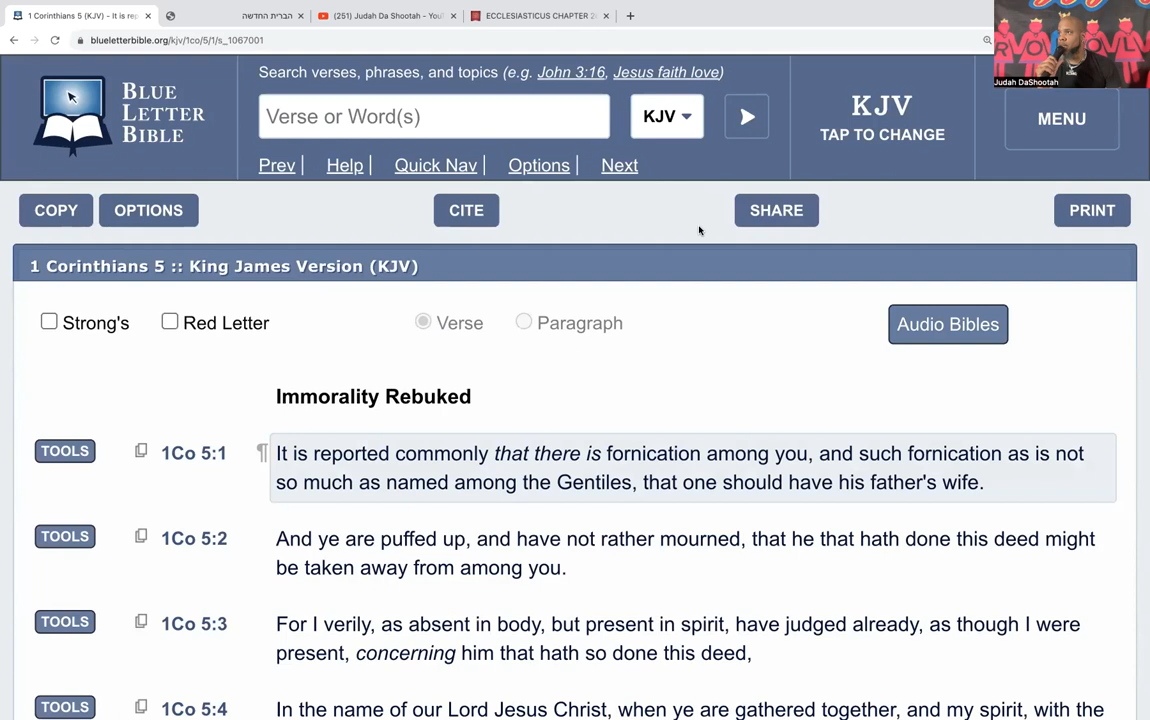 1 Corinthians 5 (KJV) - It is rep
הברית החדשה
(251) Judah Da Shootah - You
ECCLESIASTICUS CHAPTER 2
blueletterbible.org/kjv/1co/5/1/s_1067001
Judah DaShootah
BLUE
LETTER
BIBLE
Search verses, phrases, and topics (e.g. John 3:16, Jesus faith love)
Verse or Word(s)
KJV
KJV
TAP TO CHANGE
MENU
Prev | Help | Quick Nav | Options | Next
COPY OPTIONS CITE SHARE PRINT
1 Corinthians 5 :: King James Version (KJV)
Strong's Red Letter Verse Paragraph Audio Bibles
Immorality Rebuked
TOOLS 1Co 5:1 ¶ It is reported commonly that there is fornication among you, and such fornication as is not
so much as named among the Gentiles, that one should have his father's wife.
TOOLS 1Co 5:2 And ye are puffed up, and have not rather mourned, that he that hath done this deed might
be taken away from among you.
TOOLS 1Co 5:3 For I verily, as absent in body, but present in spirit, have judged already, as though I were
present, concerning him that hath so done this deed,
TOOLS 1Co 5:4 In the name of our Lord Jesus Christ, when ye are gathered together, and my spirit, with the